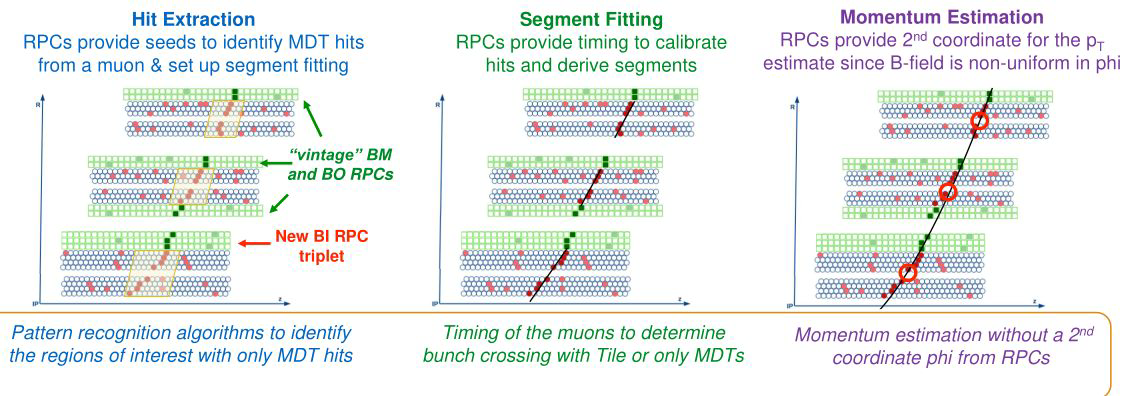 Hit Extraction
RPCs provide seeds to identify MDT hits
from a muon & set up segment fitting
R
"vintage" BM
and BO RPCs
New BI RPC
triplet
IP
z
Pattern recognition algorithms to identify
the regions of interest with only MDT hits
Segment Fitting
RPCs provide timing to calibrate
hits and derive segments
R
IP
z
Timing of the muons to determine
bunch crossing with Tile or only MDTs
Momentum Estimation
RPCs provide 2nd coordinate for the pT
estimate since B-field is non-uniform in phi
R
IP
z
Momentum estimation without a 2nd
coordinate phi from RPCs